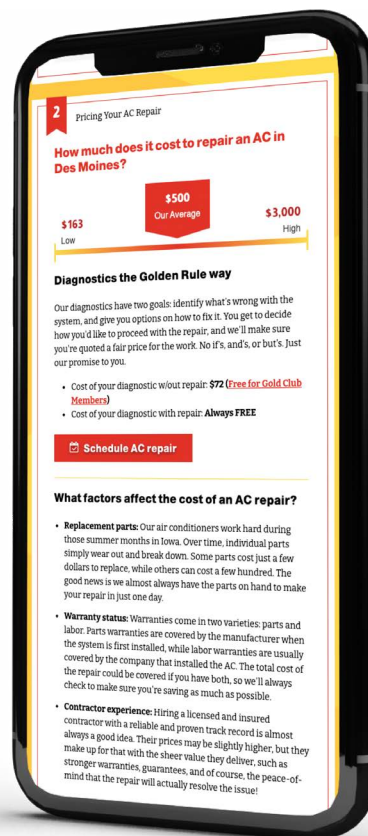 2
Pricing Your AC Repair
How much does it cost to repair an AC in
Des Moines?
$500
Our Average
$163
Low
$3,000
High
Diagnostics the Golden Rule way
Our diagnostics have two goals: identify what's wrong with the
system, and give you options on how to fix it. You get to decide
how you'd like to proceed with the repair, and we'll make sure
you're quoted a fair price for the work. No if's, and's, or but's. Just
our promise to you.
• Cost of your diagnostic w/out repair: $72 (Free for Gold Club
Members)
• Cost of your diagnostic with repair: Always FREE
Schedule AC repair
What factors affect the cost of an AC repair?
• Replacement parts: Our air conditioners work hard during
those summer months in Iowa. Over time, individual parts
simply wear out and break down. Some parts cost just a few
dollars to replace, while others can cost a few hundred. The
good news is we almost always have the parts on hand to make
your repair in just one day.
• Warranty status: Warranties come in two varieties: parts and
labor. Parts warranties are covered by the manufacturer when
the system is first installed, while labor warranties are usually
covered by the company that installed the AC. The total cost of
the repair could be covered if you have both, so we'll always
check to make sure you're saving as much as possible.
• Contractor experience: Hiring a licensed and insured
contractor with a reliable and proven track record is almost
always a good idea. Their prices may be slightly higher, but they
make up for that with the sheer value they deliver, such as
stronger warranties, guarantees, and of course, the peace-of-
mind that the repair will actually resolve the issue!